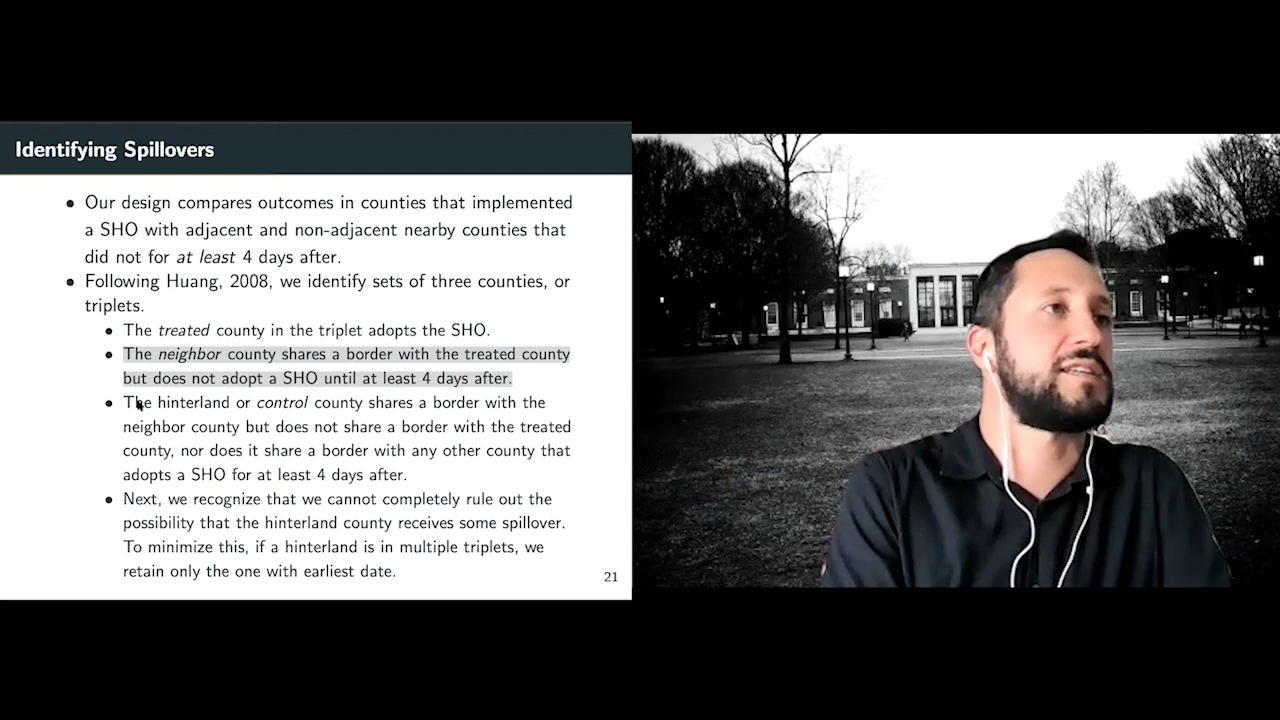 Identifying Spillovers
• Our design compares outcomes in counties that implemented
a SHO with adjacent and non-adjacent nearby counties that
did not for at least 4 days after.
• Following Huang, 2008, we identify sets of three counties, or
triplets.
• The treated county in the triplet adopts the SHO.
• The neighbor county shares a border with the treated county
but does not adopt a SHO until at least 4 days after.
• The hinterland or control county shares a border with the
neighbor county but does not share a border with the treated
county, nor does it share a border with any other county that
adopts a SHO for at least 4 days after.
• Next, we recognize that we cannot completely rule out the
possibility that the hinterland county receives some spillover.
To minimize this, if a hinterland is in multiple triplets, we
retain only the one with earliest date.
21